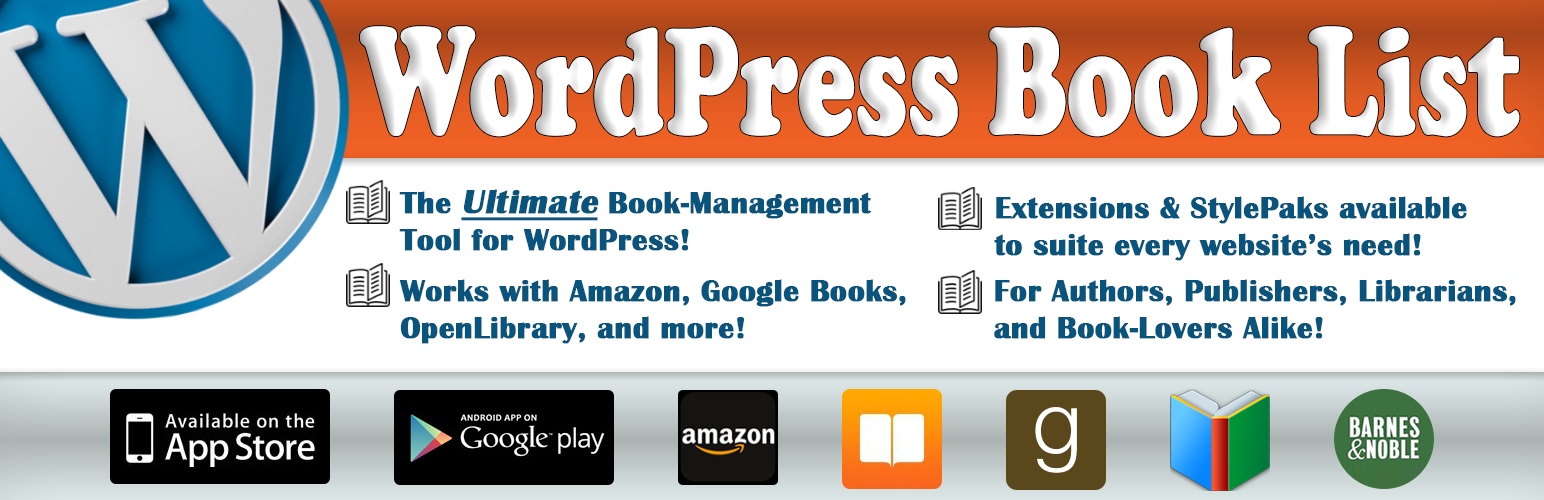 W
WordPress Book List
The Ultimate Book-Management
Tool for WordPress!
Works with Amazon, Google Books,
OpenLibrary, and more!
Extensions & StylePaks available
to suite every website's need!
For Authors, Publishers, Librarians,
and Book-Lovers Alike!
Available on the
App Store
ANDROID APP ON
Google play
amazon
g
BARNES
&NOBLE